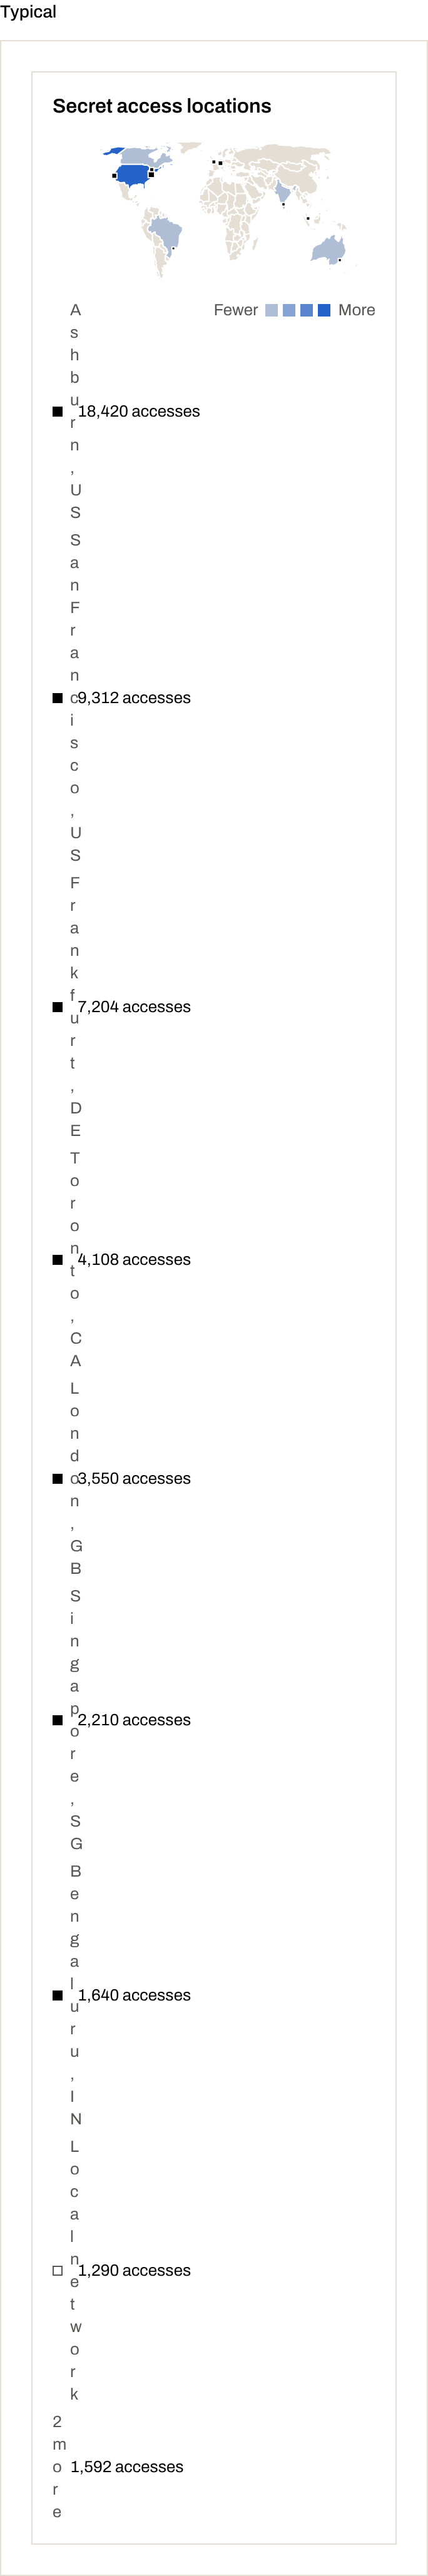 Typical
Secret access locations
Fewer More
Ashburn, US 18,420 accesses
San Francisco, US 9,312 accesses
Frankfurt, DE 7,204 accesses
Toronto, CA 4,108 accesses
London, GB 3,550 accesses
Singapore, SG 2,210 accesses
Bengaluru, IN 1,640 accesses
Local network 1,290 accesses
2 more 1,592 accesses